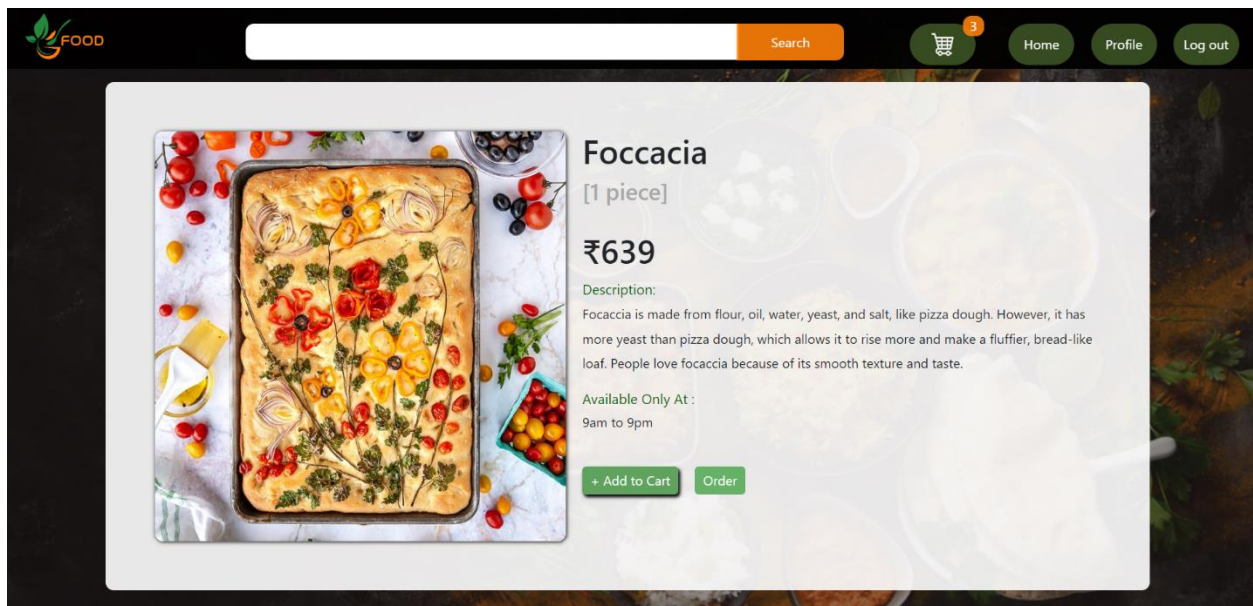 FOOD
Search
3
Home
Profile
Log out
Foccacia
[1 piece]
₹639
Description:
Focaccia is made from flour, oil, water, yeast, and salt, like pizza dough. However, it has
more yeast than pizza dough, which allows it to rise more and make a fluffier, bread-like
loaf. People love focaccia because of its smooth texture and taste.
Available Only At :
9am to 9pm
+ Add to Cart
Order